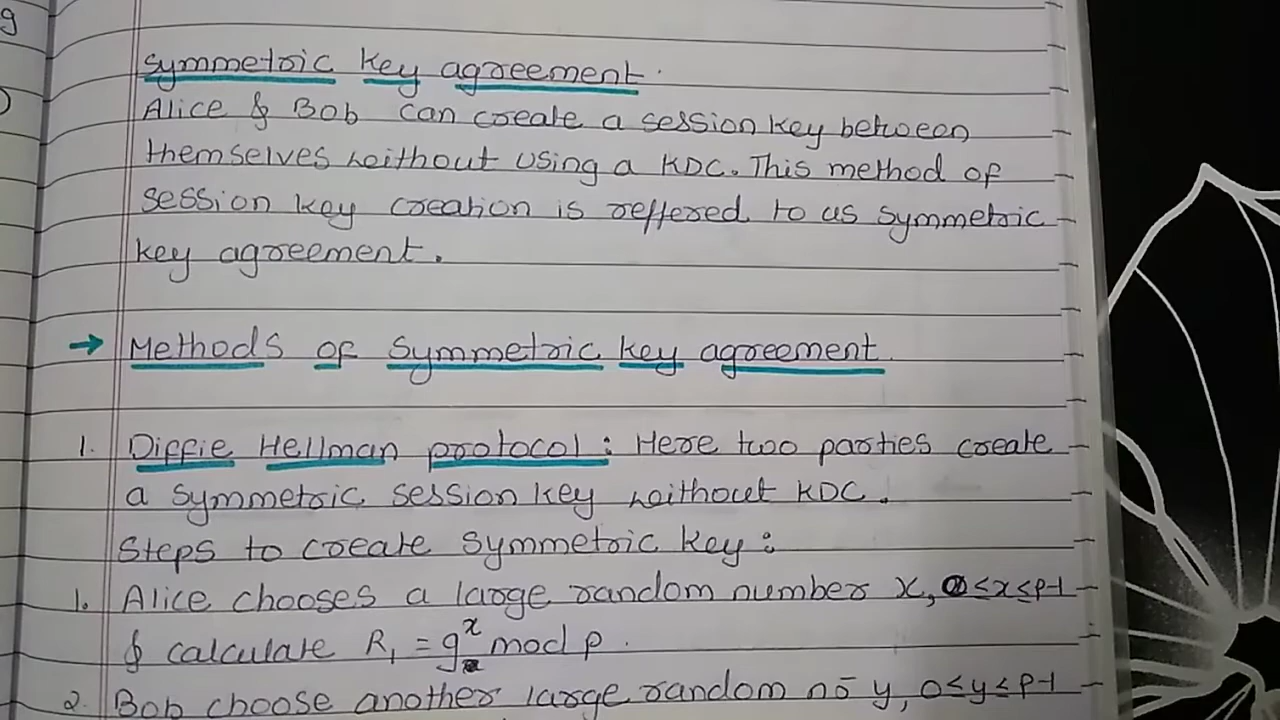 g
Symmetric key agreement.
Alice & Bob can create a session key between
themselves without using a KDC. This method of
session key creation is reffered to as symmetric
key agreement.
→ Methods of symmetric key agreement
1. Diffie Hellman protocol: Here two parties create
a symmetric session key without KDC.
Steps to create symmetric key:
1. Alice chooses a large random number x, 0≤x≤p-1
& calculate R₁ = gˣ mod p.
2. Bob choose another large random no y, 0≤y≤p-1